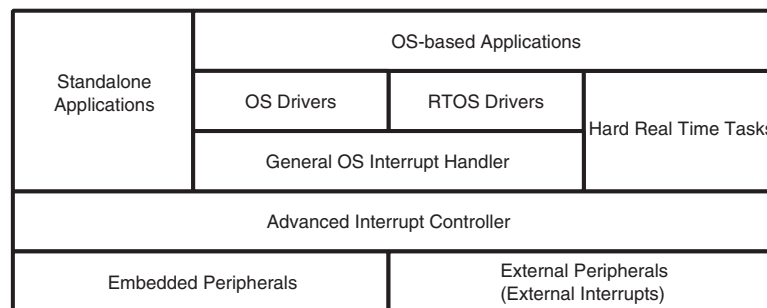 OS-based Applications
Standalone
Applications
OS Drivers
RTOS Drivers
Hard Real Time Tasks
General OS Interrupt Handler
Advanced Interrupt Controller
Embedded Peripherals
External Peripherals
(External Interrupts)